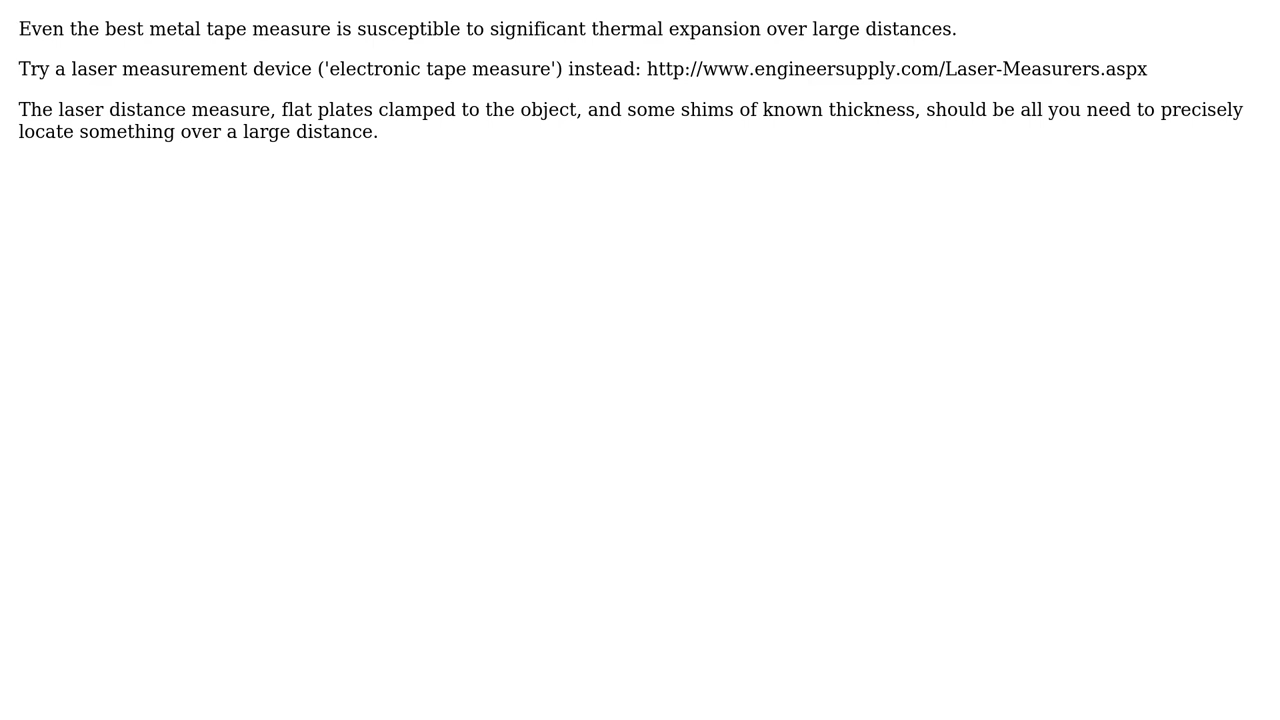 Even the best metal tape measure is susceptible to significant thermal expansion over large distances.
Try a laser measurement device ('electronic tape measure') instead: http://www.engineersupply.com/Laser-Measurers.aspx
The laser distance measure, flat plates clamped to the object, and some shims of known thickness, should be all you need to precisely
locate something over a large distance.